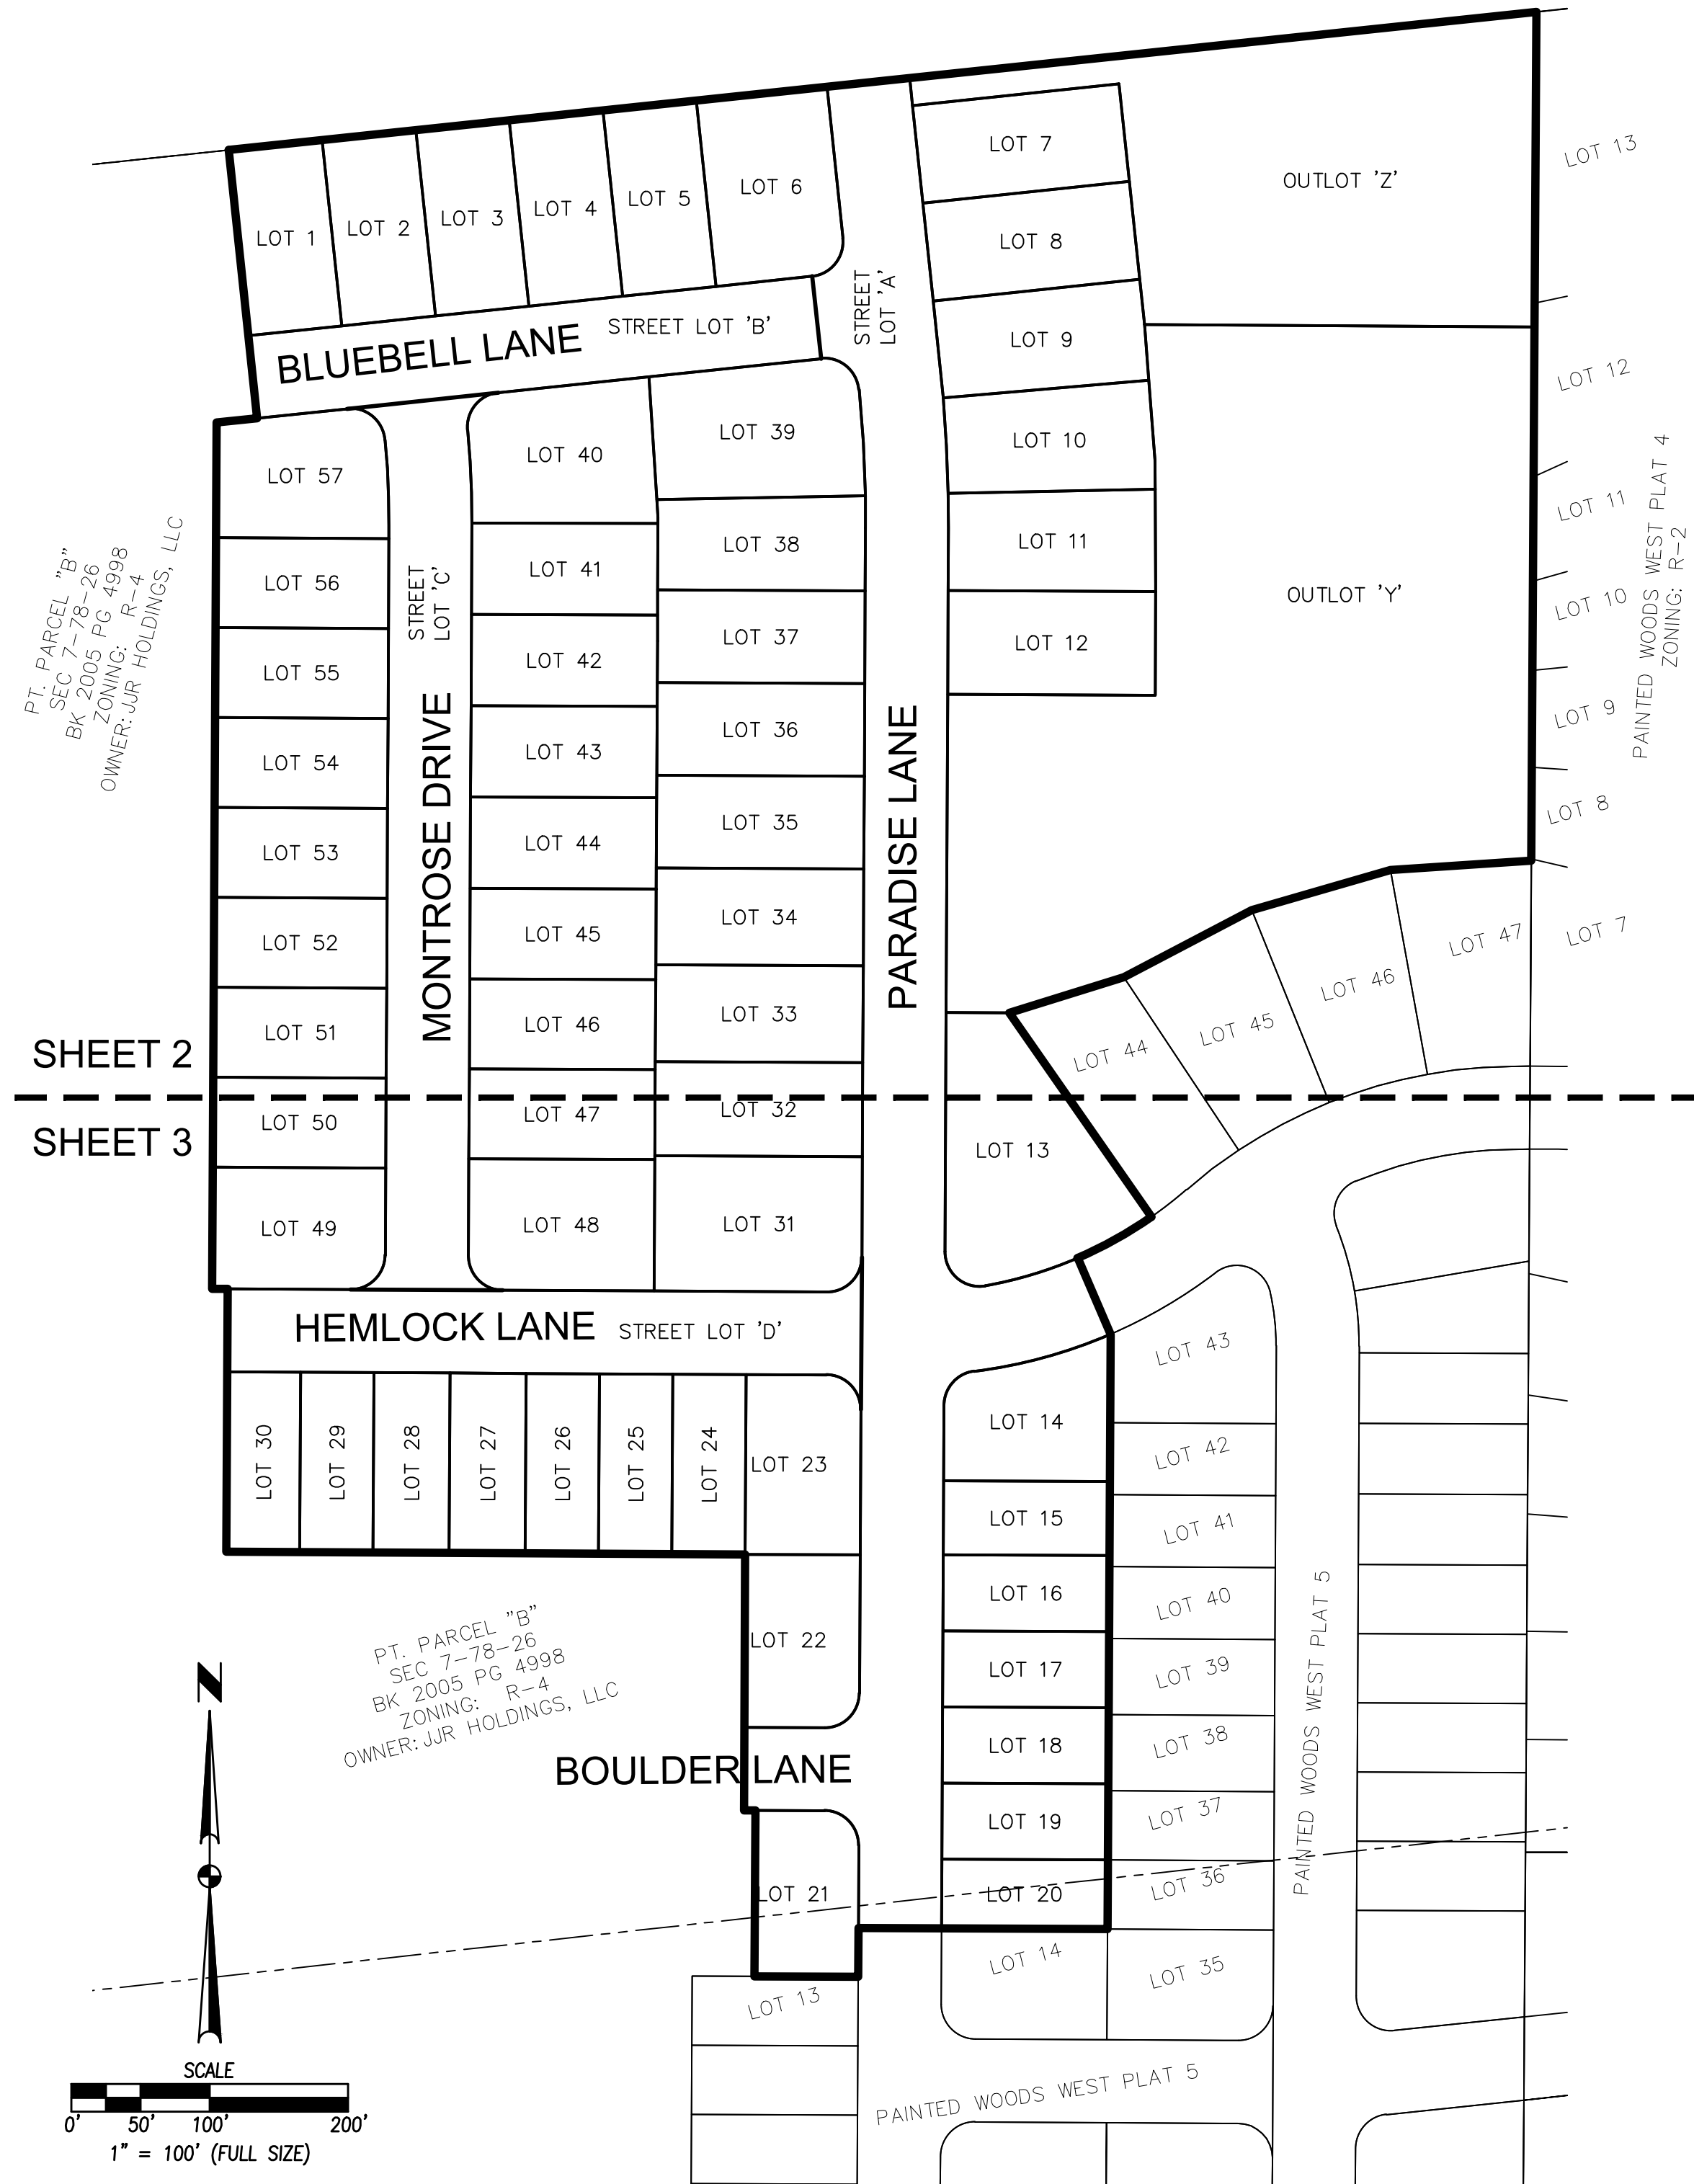 LOT 1
LOT 2
LOT 3
LOT 4
LOT 5
LOT 6
LOT 7
LOT 8
LOT 9
LOT 10
LOT 11
LOT 12
OUTLOT 'Z'
OUTLOT 'Y'
LOT 13
LOT 12
LOT 11
LOT 10
LOT 9
LOT 8
LOT 7
PAINTED WOODS WEST PLAT 4
ZONING: R-2
STREET
LOT 'A'
BLUEBELL LANE
STREET LOT 'B'
LOT 57
LOT 56
LOT 55
LOT 54
LOT 53
LOT 52
LOT 51
LOT 50
LOT 49
STREET
LOT 'C'
MONTROSE DRIVE
LOT 40
LOT 41
LOT 42
LOT 43
LOT 44
LOT 45
LOT 46
LOT 47
LOT 48
LOT 39
LOT 38
LOT 37
LOT 36
LOT 35
LOT 34
LOT 33
LOT 32
LOT 31
PARADISE LANE
PT. PARCEL "B"
SEC 7-78-26
BK 2005 PG 4998
ZONING: R-4
OWNER: JJR HOLDINGS, LLC
SHEET 2
SHEET 3
LOT 13
LOT 44
LOT 45
LOT 46
LOT 47
HEMLOCK LANE
STREET LOT 'D'
LOT 30
LOT 29
LOT 28
LOT 27
LOT 26
LOT 25
LOT 24
LOT 23
LOT 22
LOT 14
LOT 15
LOT 16
LOT 17
LOT 18
LOT 19
LOT 20
LOT 43
LOT 42
LOT 41
LOT 40
LOT 39
LOT 38
LOT 37
LOT 36
LOT 35
PAINTED WOODS WEST PLAT 5
PT. PARCEL "B"
SEC 7-78-26
BK 2005 PG 4998
ZONING: R-4
OWNER: JJR HOLDINGS, LLC
BOULDER LANE
LOT 21
LOT 14
LOT 13
PAINTED WOODS WEST PLAT 5
N
SCALE
0' 50' 100' 200'
1" = 100' (FULL SIZE)